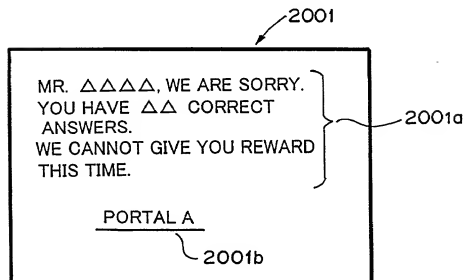 2001
MR. △△△△, WE ARE SORRY.
YOU HAVE △△ CORRECT
ANSWERS.
WE CANNOT GIVE YOU REWARD
THIS TIME.
2001a
PORTAL A
2001b